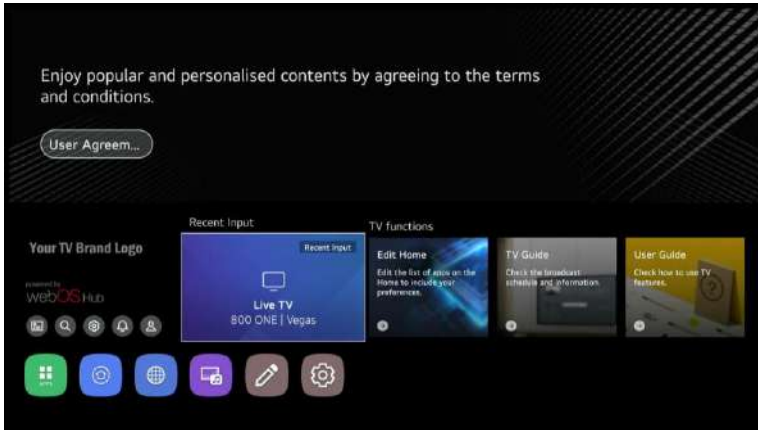 Enjoy popular and personalised contents by agreeing to the terms
and conditions.
User Agreem...
Recent Input
TV functions
Your TV Brand Logo
powered by
webOS Hub
Recent Input
Live TV
800 ONE | Vegas
Edit Home
Edit the list of apps on the
Home to include your
preferences.
TV Guide
Check the broadcast
schedule and information.
User Guide
Check how to use TV
features.
APPS